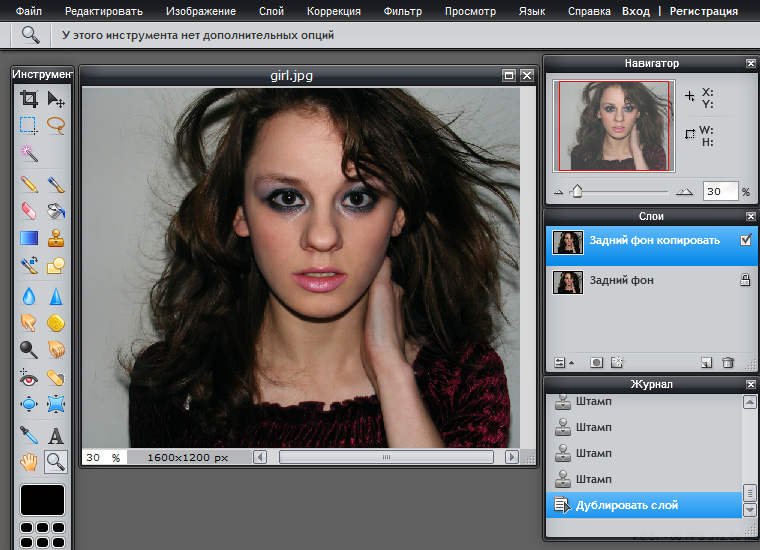 Файл Редактировать Изображение Слой Коррекция Фильтр Просмотр Язык Справка Вход | Регистрация
У этого инструмента нет дополнительных опций
Инструмент
girl.jpg
Навигатор
X:
Y:
W:
H:
30 %
Слои
Задний фон копировать
Задний фон
Журнал
Штамп
Штамп
Штамп
Штамп
Дублировать слой
30 % 1600x1200 px